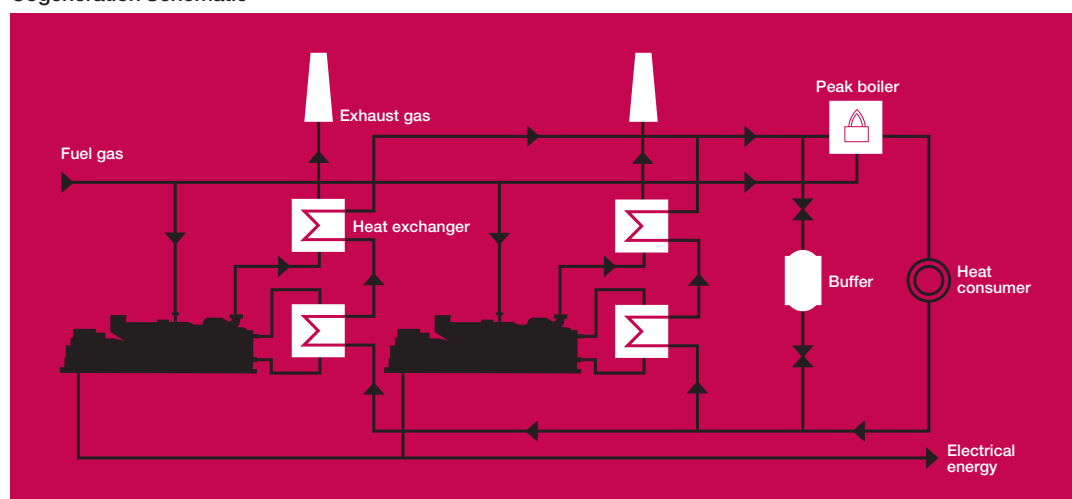 Peak boiler
Exhaust gas
Fuel gas
Heat exchanger
Buffer
Heat
consumer
Electrical
energy